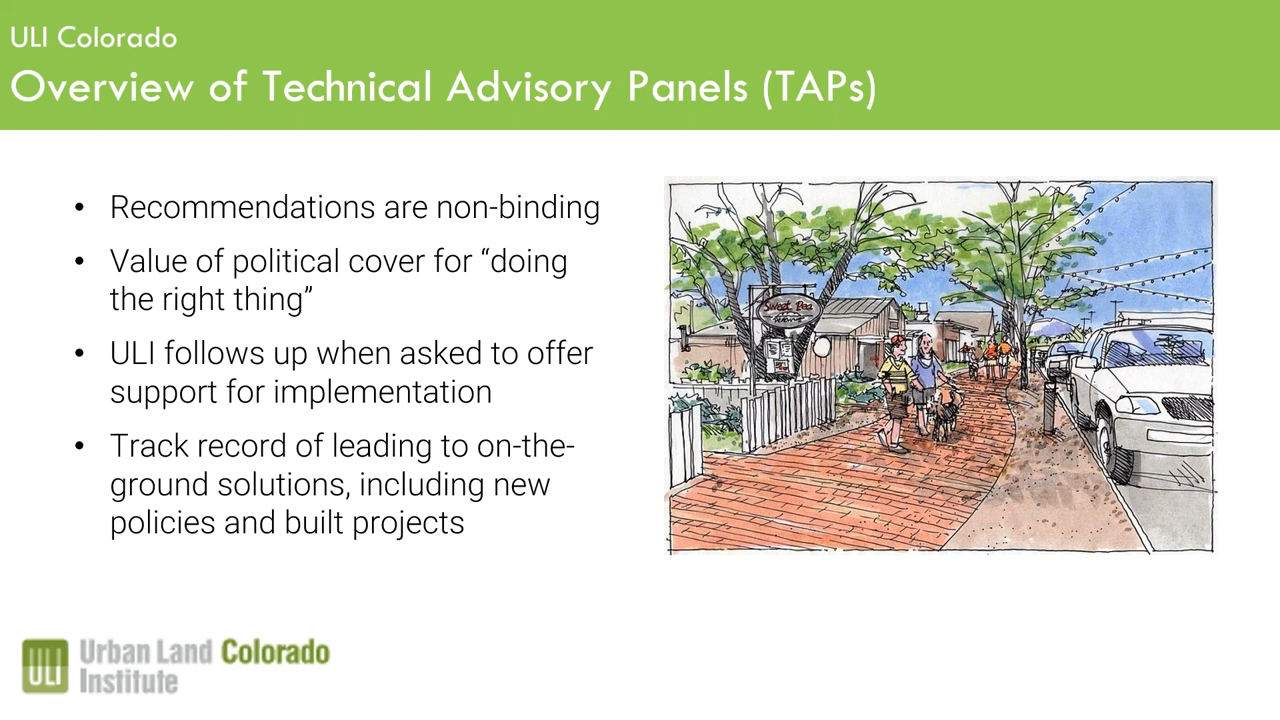 ULI Colorado
Overview of Technical Advisory Panels (TAPs)
• Recommendations are non-binding
• Value of political cover for “doing
the right thing”
• ULI follows up when asked to offer
support for implementation
• Track record of leading to on-the-
ground solutions, including new
policies and built projects
Sweet Pea
ULI
Urban Land Colorado
Institute